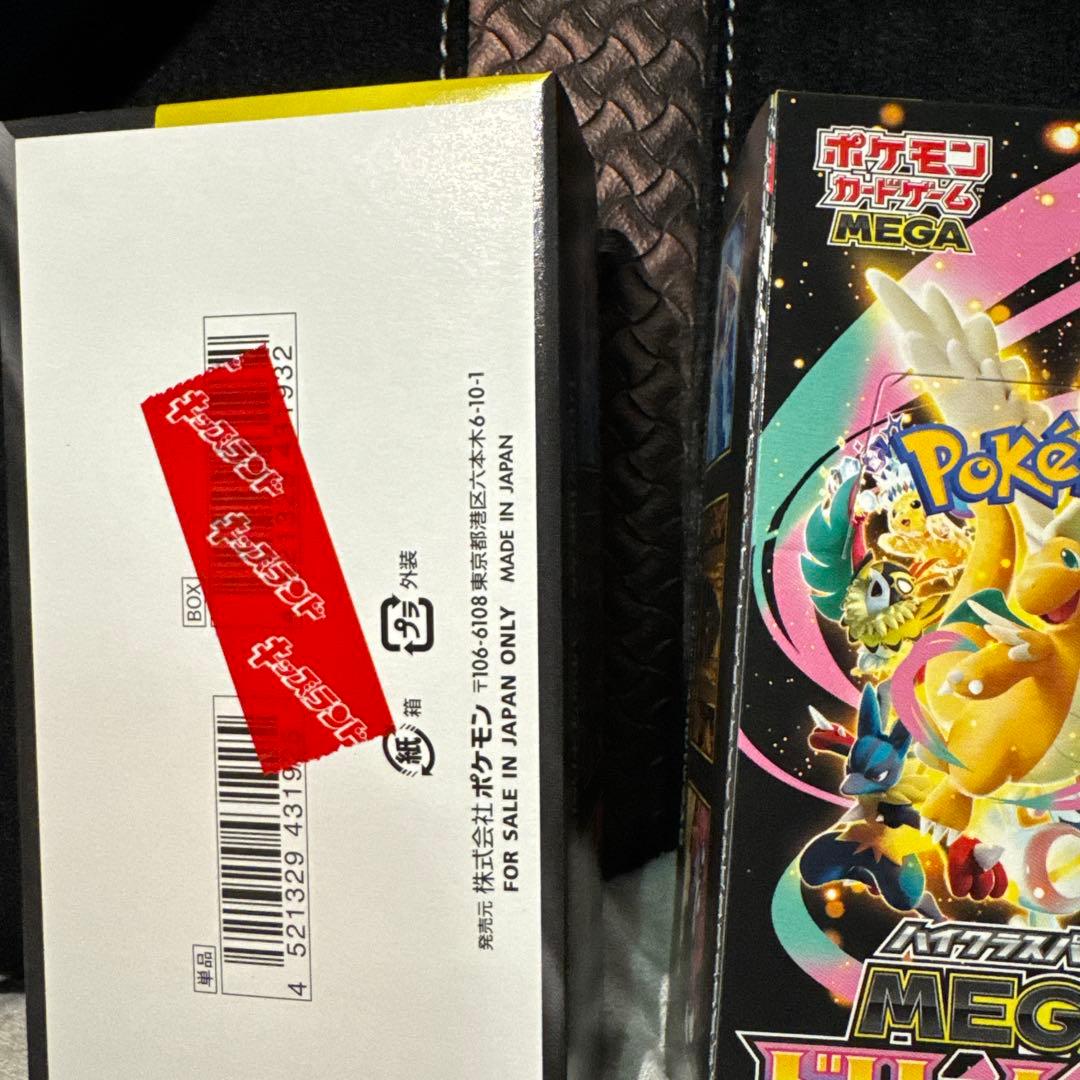 キッズランド
キッズランド
キッズランド
BOX
932
単品
4 521329 4319
外装
プラ
箱
紙
発売元 株式会社ポケモン 〒106-6108 東京都港区六本木6-10-1
FOR SALE IN JAPAN ONLY MADE IN JAPAN
ポケモン
カードゲーム
MEGA
Poké
ハイクラスパ
MEG